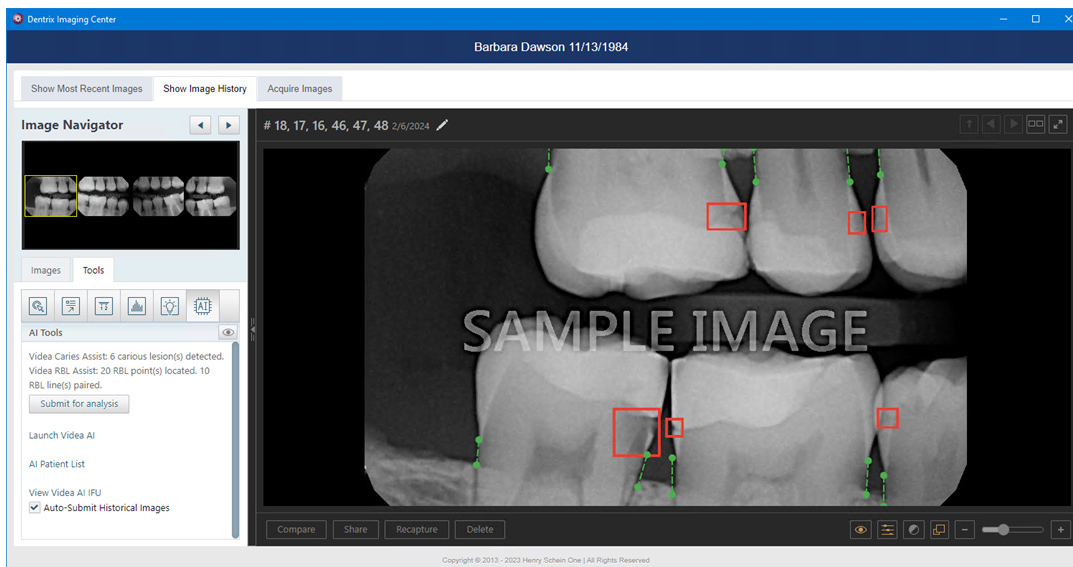 Dentrix Imaging Center
Barbara Dawson 11/13/1984
Show Most Recent Images
Show Image History
Acquire Images
Image Navigator
# 18, 17, 16, 46, 47, 48 2/6/2024
Images
Tools
AI
AI Tools
Videa Caries Assist: 6 carious lesion(s) detected.
Videa RBL Assist: 20 RBL point(s) located. 10
RBL line(s) paired.
Submit for analysis
Launch Videa AI
AI Patient List
View Videa AI IFU
Auto-Submit Historical Images
SAMPLE IMAGE
Compare
Share
Recapture
Delete
Copyright © 2013 - 2023 Henry Schein One | All Rights Reserved